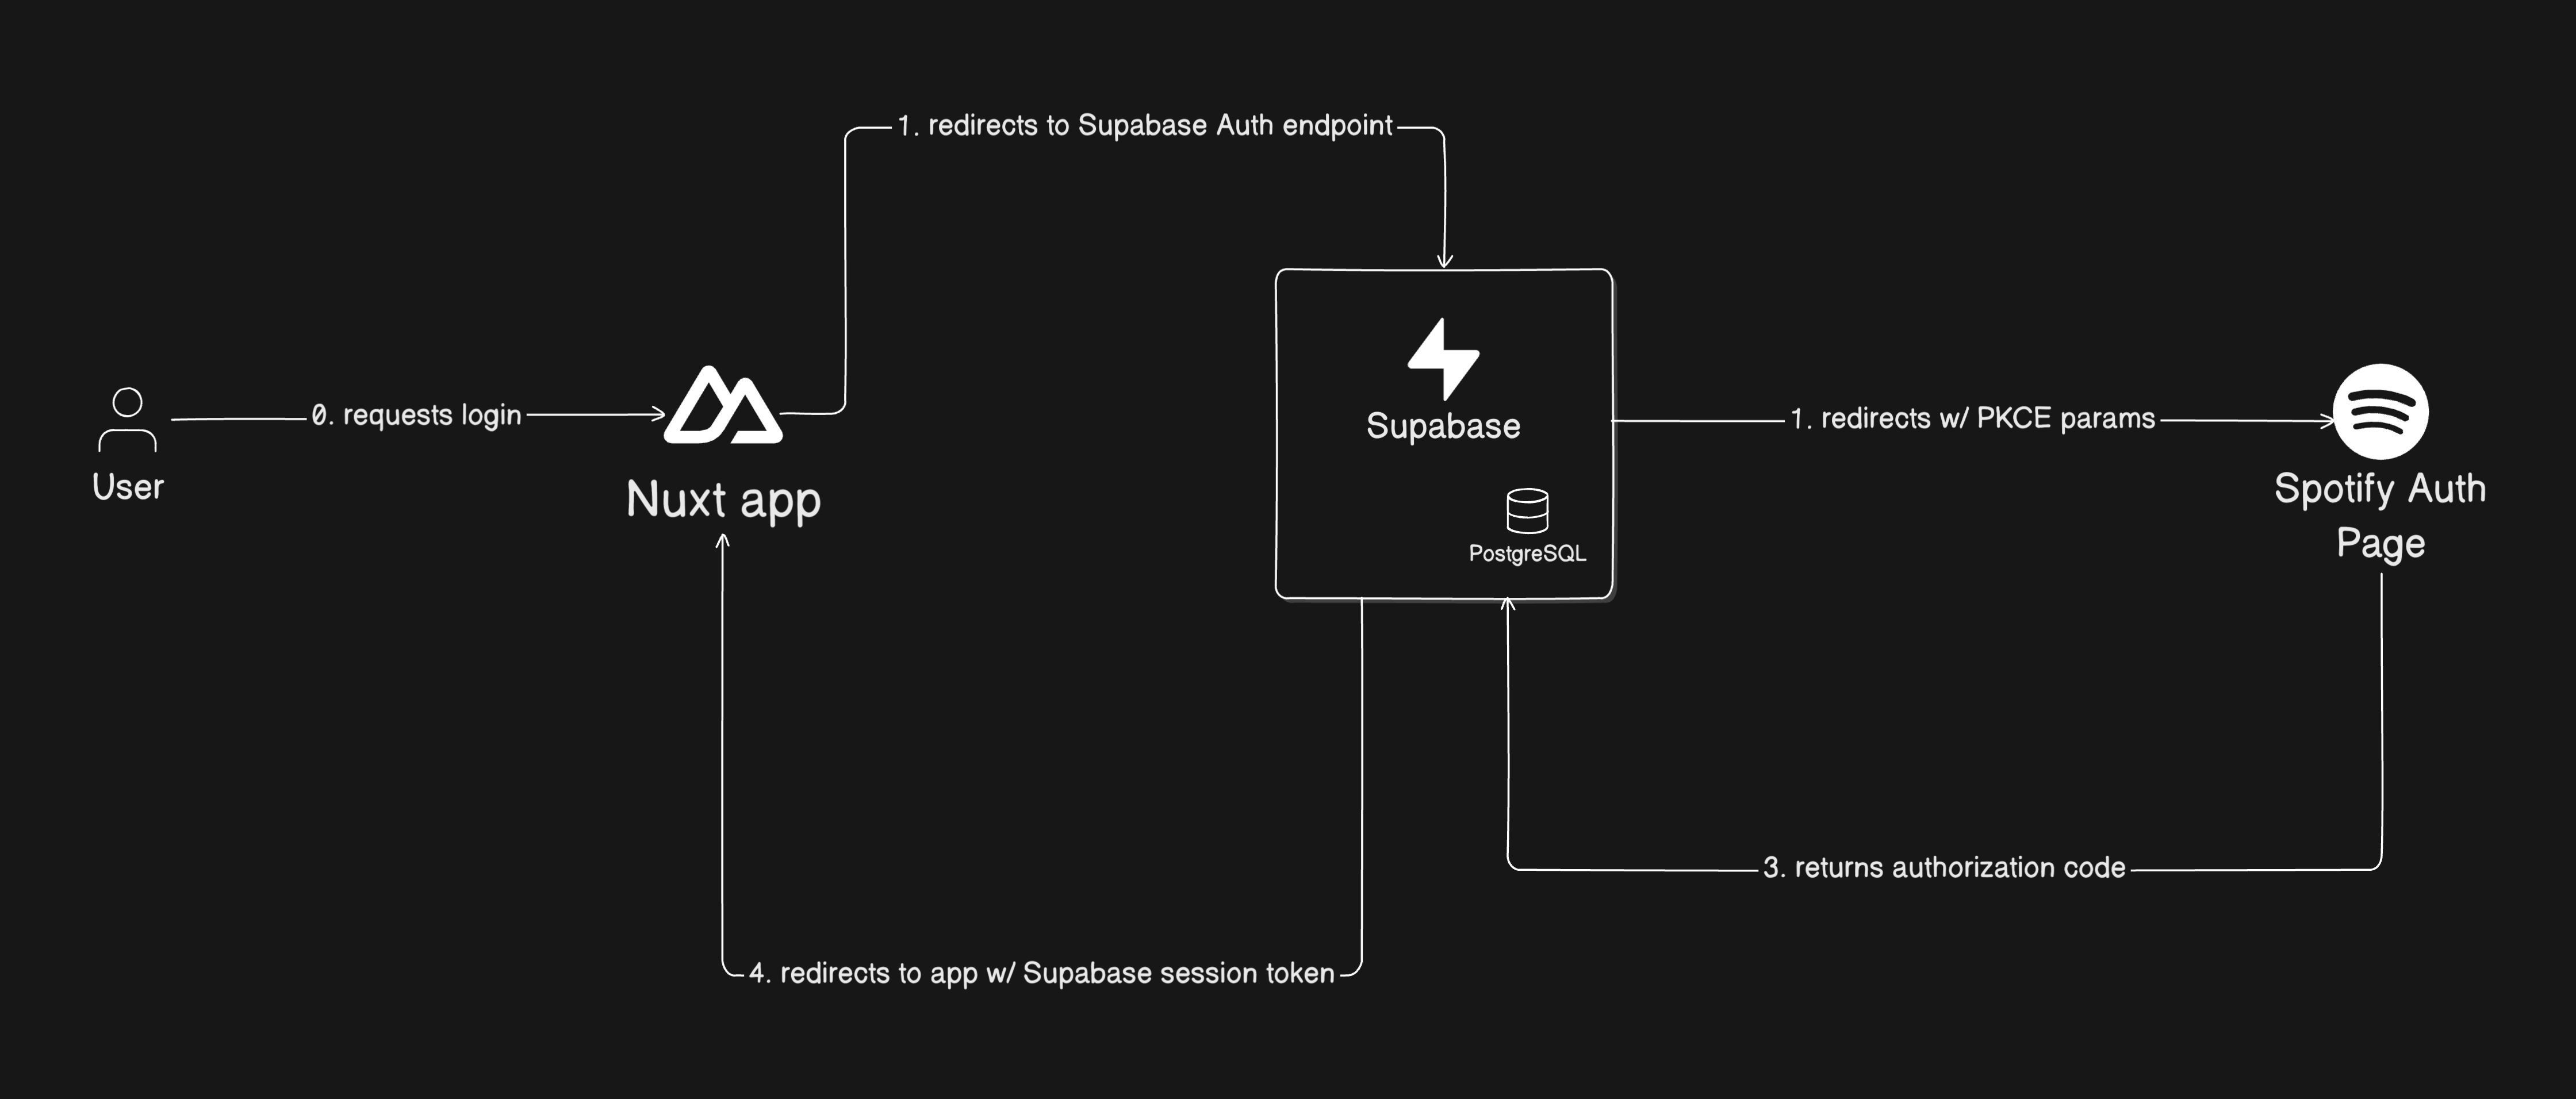 1. redirects to Supabase Auth endpoint
0. requests login
User
Nuxt app
Supabase
PostgreSQL
1. redirects w/ PKCE params
Spotify Auth
Page
3. returns authorization code
4. redirects to app w/ Supabase session token